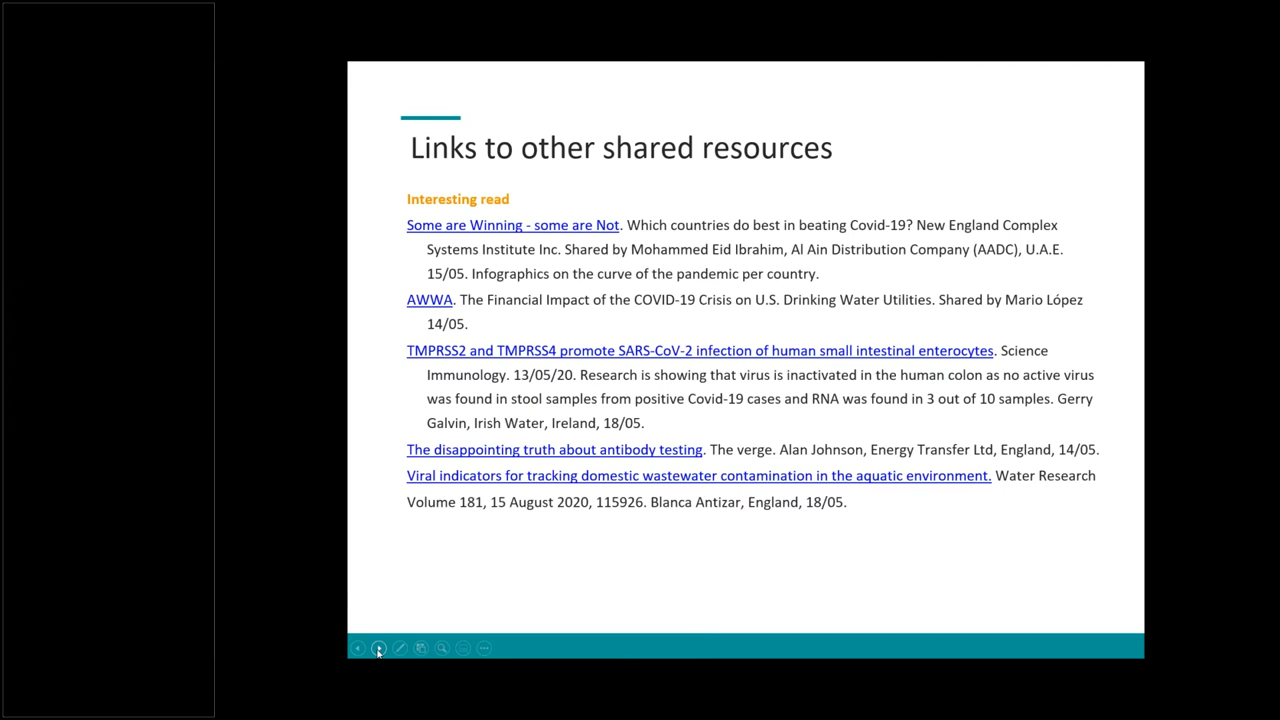 Links to other shared resources
Interesting read
Some are Winning - some are Not. Which countries do best in beating Covid-19? New England Complex
Systems Institute Inc. Shared by Mohammed Eid Ibrahim, Al Ain Distribution Company (AADC), U.A.E.
15/05. Infographics on the curve of the pandemic per country.
AWWA. The Financial Impact of the COVID-19 Crisis on U.S. Drinking Water Utilities. Shared by Mario López
14/05.
TMPRSS2 and TMPRSS4 promote SARS-CoV-2 infection of human small intestinal enterocytes. Science
Immunology. 13/05/20. Research is showing that virus is inactivated in the human colon as no active virus
was found in stool samples from positive Covid-19 cases and RNA was found in 3 out of 10 samples. Gerry
Galvin, Irish Water, Ireland, 18/05.
The disappointing truth about antibody testing. The verge. Alan Johnson, Energy Transfer Ltd, England, 14/05.
Viral indicators for tracking domestic wastewater contamination in the aquatic environment. Water Research
Volume 181, 15 August 2020, 115926. Blanca Antizar, England, 18/05.